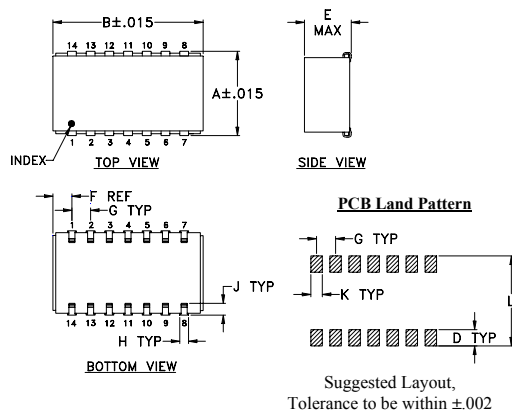 B±.015
14 13 12 11 10 9 8
A±.015
INDEX
1 2 3 4 5 6 7
TOP VIEW
E
MAX
SIDE VIEW
F REF
G TYP
1 2 3 4 5 6 7
J TYP
14 13 12 11 10 9 8
H TYP
BOTTOM VIEW
PCB Land Pattern
G TYP
K TYP
L
D TYP
Suggested Layout,
Tolerance to be within ±.002